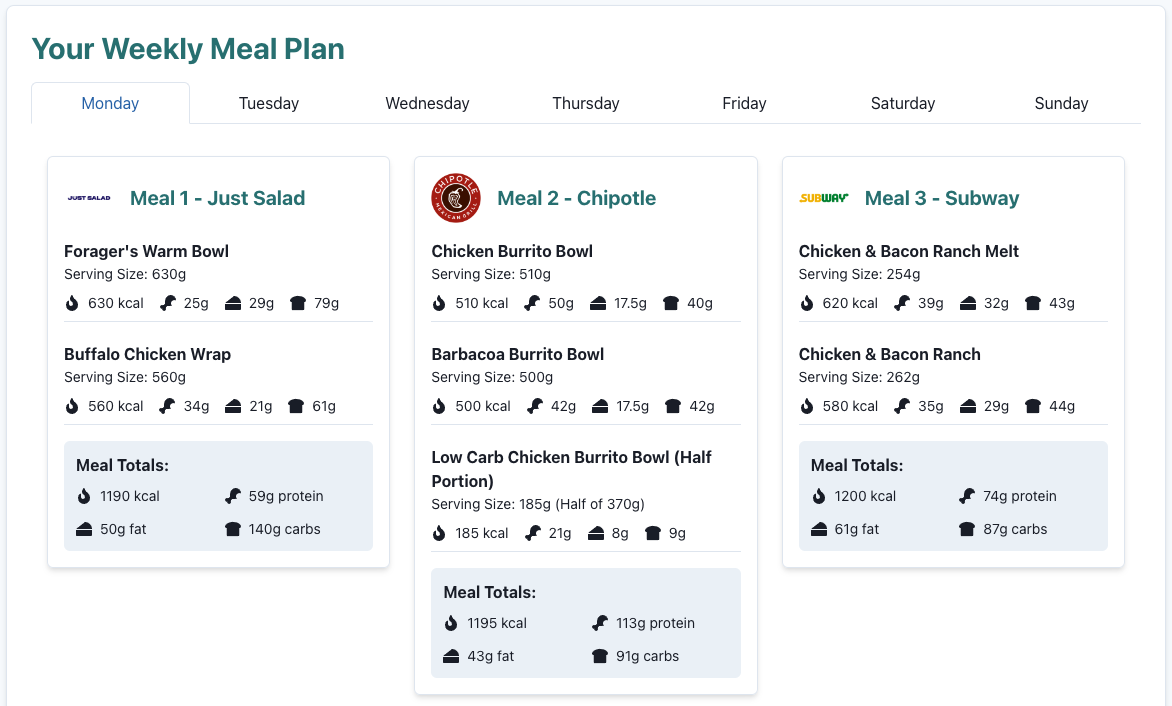 Your Weekly Meal Plan
Monday Tuesday Wednesday Thursday Friday Saturday Sunday
JUST SALAD Meal 1 - Just Salad
Forager's Warm Bowl
Serving Size: 630g
630 kcal 25g 29g 79g
Buffalo Chicken Wrap
Serving Size: 560g
560 kcal 34g 21g 61g
Meal Totals:
1190 kcal 59g protein
50g fat 140g carbs
CHIPOTLE MEXICAN GRILL Meal 2 - Chipotle
Chicken Burrito Bowl
Serving Size: 510g
510 kcal 50g 17.5g 40g
Barbacoa Burrito Bowl
Serving Size: 500g
500 kcal 42g 17.5g 42g
Low Carb Chicken Burrito Bowl (Half
Portion)
Serving Size: 185g (Half of 370g)
185 kcal 21g 8g 9g
Meal Totals:
1195 kcal 113g protein
43g fat 91g carbs
SUBWAY Meal 3 - Subway
Chicken & Bacon Ranch Melt
Serving Size: 254g
620 kcal 39g 32g 43g
Chicken & Bacon Ranch
Serving Size: 262g
580 kcal 35g 29g 44g
Meal Totals:
1200 kcal 74g protein
61g fat 87g carbs